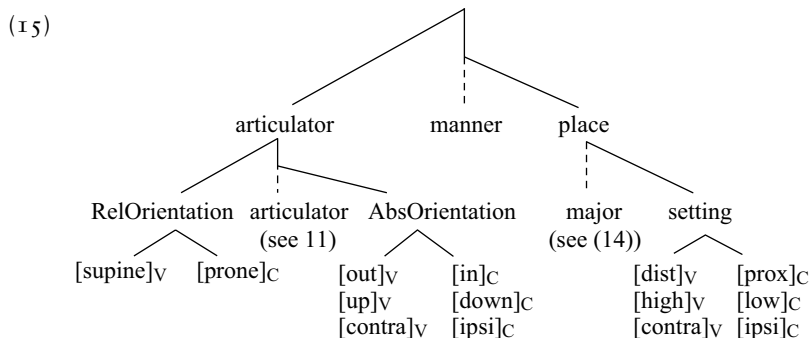 (15)
articulator manner place
RelOrientation articulator AbsOrientation major setting
(see 11) (see (14))
[supine]V [prone]C [out]V [in]C [dist]V [prox]C
[up]V [down]C [high]V [low]C
[contra]V [ipsi]C [contra]V [ipsi]C